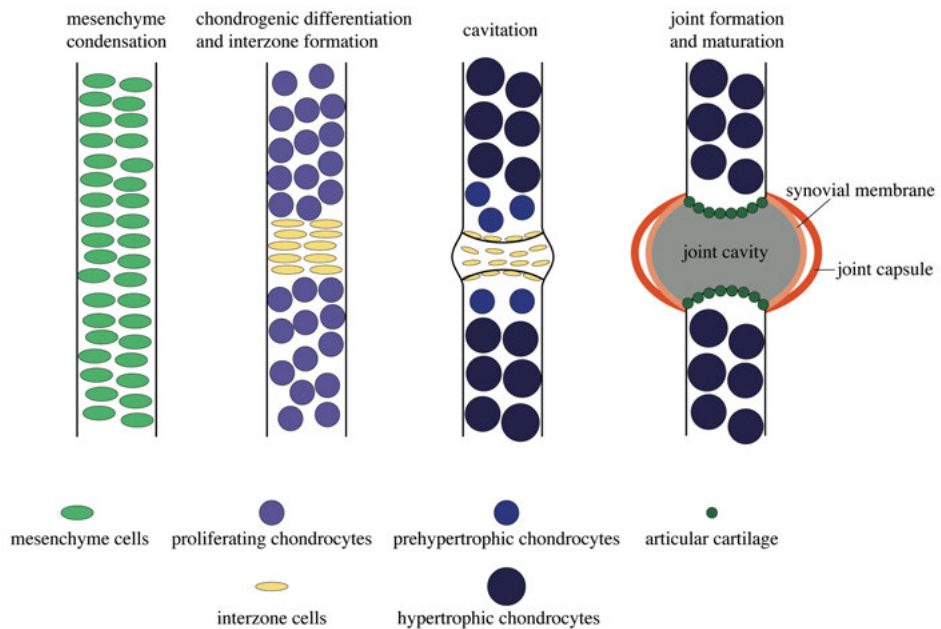 mesenchyme
condensation
chondrogenic differentiation
and interzone formation
cavitation
joint formation
and maturation
synovial membrane
joint cavity
joint capsule
mesenchyme cells
proliferating chondrocytes
prehypertrophic chondrocytes
articular cartilage
interzone cells
hypertrophic chondrocytes